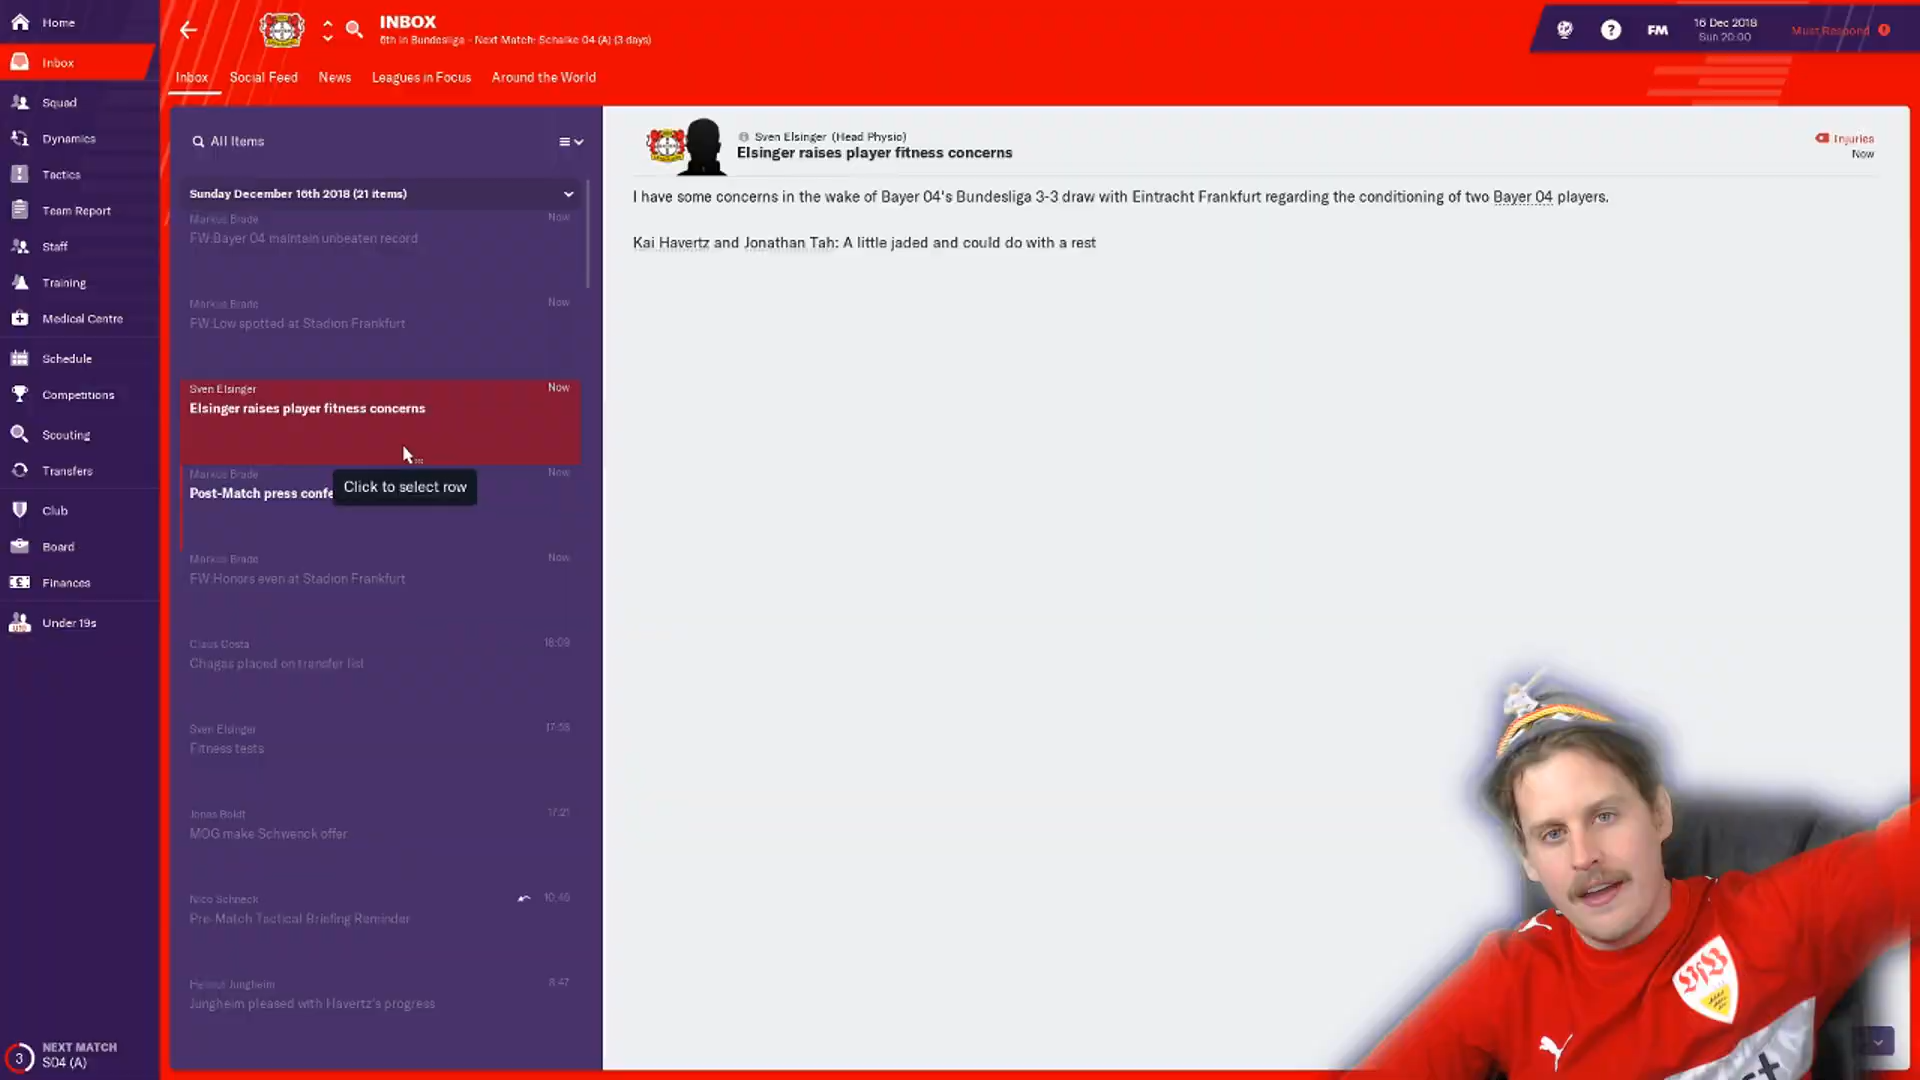 Home
Inbox
Squad
Dynamics
Tactics
Team Report
Staff
Training
Medical Centre
Schedule
Competitions
Scouting
Transfers
Club
Board
Finances
Under 19s
3
NEXT MATCH
S04 (A)
INBOX
6th in Bundesliga - Next Match: Schalke 04 (A) (3 days)
?
FM
16 Dec 2018
Sun 20:00
Must Respond
Inbox
Social Feed
News
Leagues in Focus
Around the World
All Items
Sunday December 16th 2018 (21 items)
Markus Brade
Now
FW:Bayer 04 maintain unbeaten record
Markus Brade
Now
FW:Low spotted at Stadion Frankfurt
Sven Elsinger
Now
Elsinger raises player fitness concerns
Markus Brade
Now
Post-Match press confe
Click to select row
Markus Brade
Now
FW:Honors even at Stadion Frankfurt
Claus Costa
18:09
Chagas placed on transfer list
Sven Elsinger
17:58
Fitness tests
Jonas Boldt
17:21
MOG make Schwenck offer
Nico Schneck
10:46
Pre-Match Tactical Briefing Reminder
Helmut Jungheim
8:47
Jungheim pleased with Havertz's progress
Sven Elsinger (Head Physio)
Elsinger raises player fitness concerns
Injuries
Now
I have some concerns in the wake of Bayer 04's Bundesliga 3-3 draw with Eintracht Frankfurt regarding the conditioning of two Bayer 04 players.
Kai Havertz and Jonathan Tah: A little jaded and could do with a rest
VfB